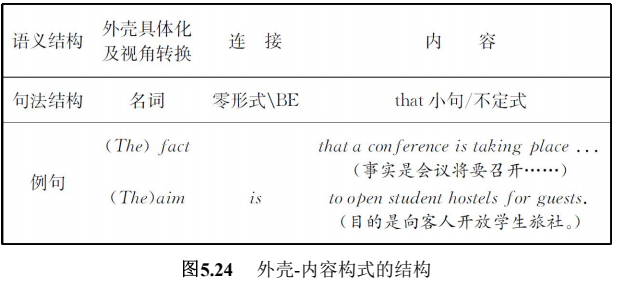 语义结构 外壳具体化及视角转换 连 接 内 容
句法结构 名词 零形式\BE that 小句/不定式
例句
(The) fact that a conference is taking place ...
(事实是会议将要召开……)
(The)aim is to open student hostels for guests.
(目的是向客人开放学生旅社。)
图5.24 外壳-内容构式的结构